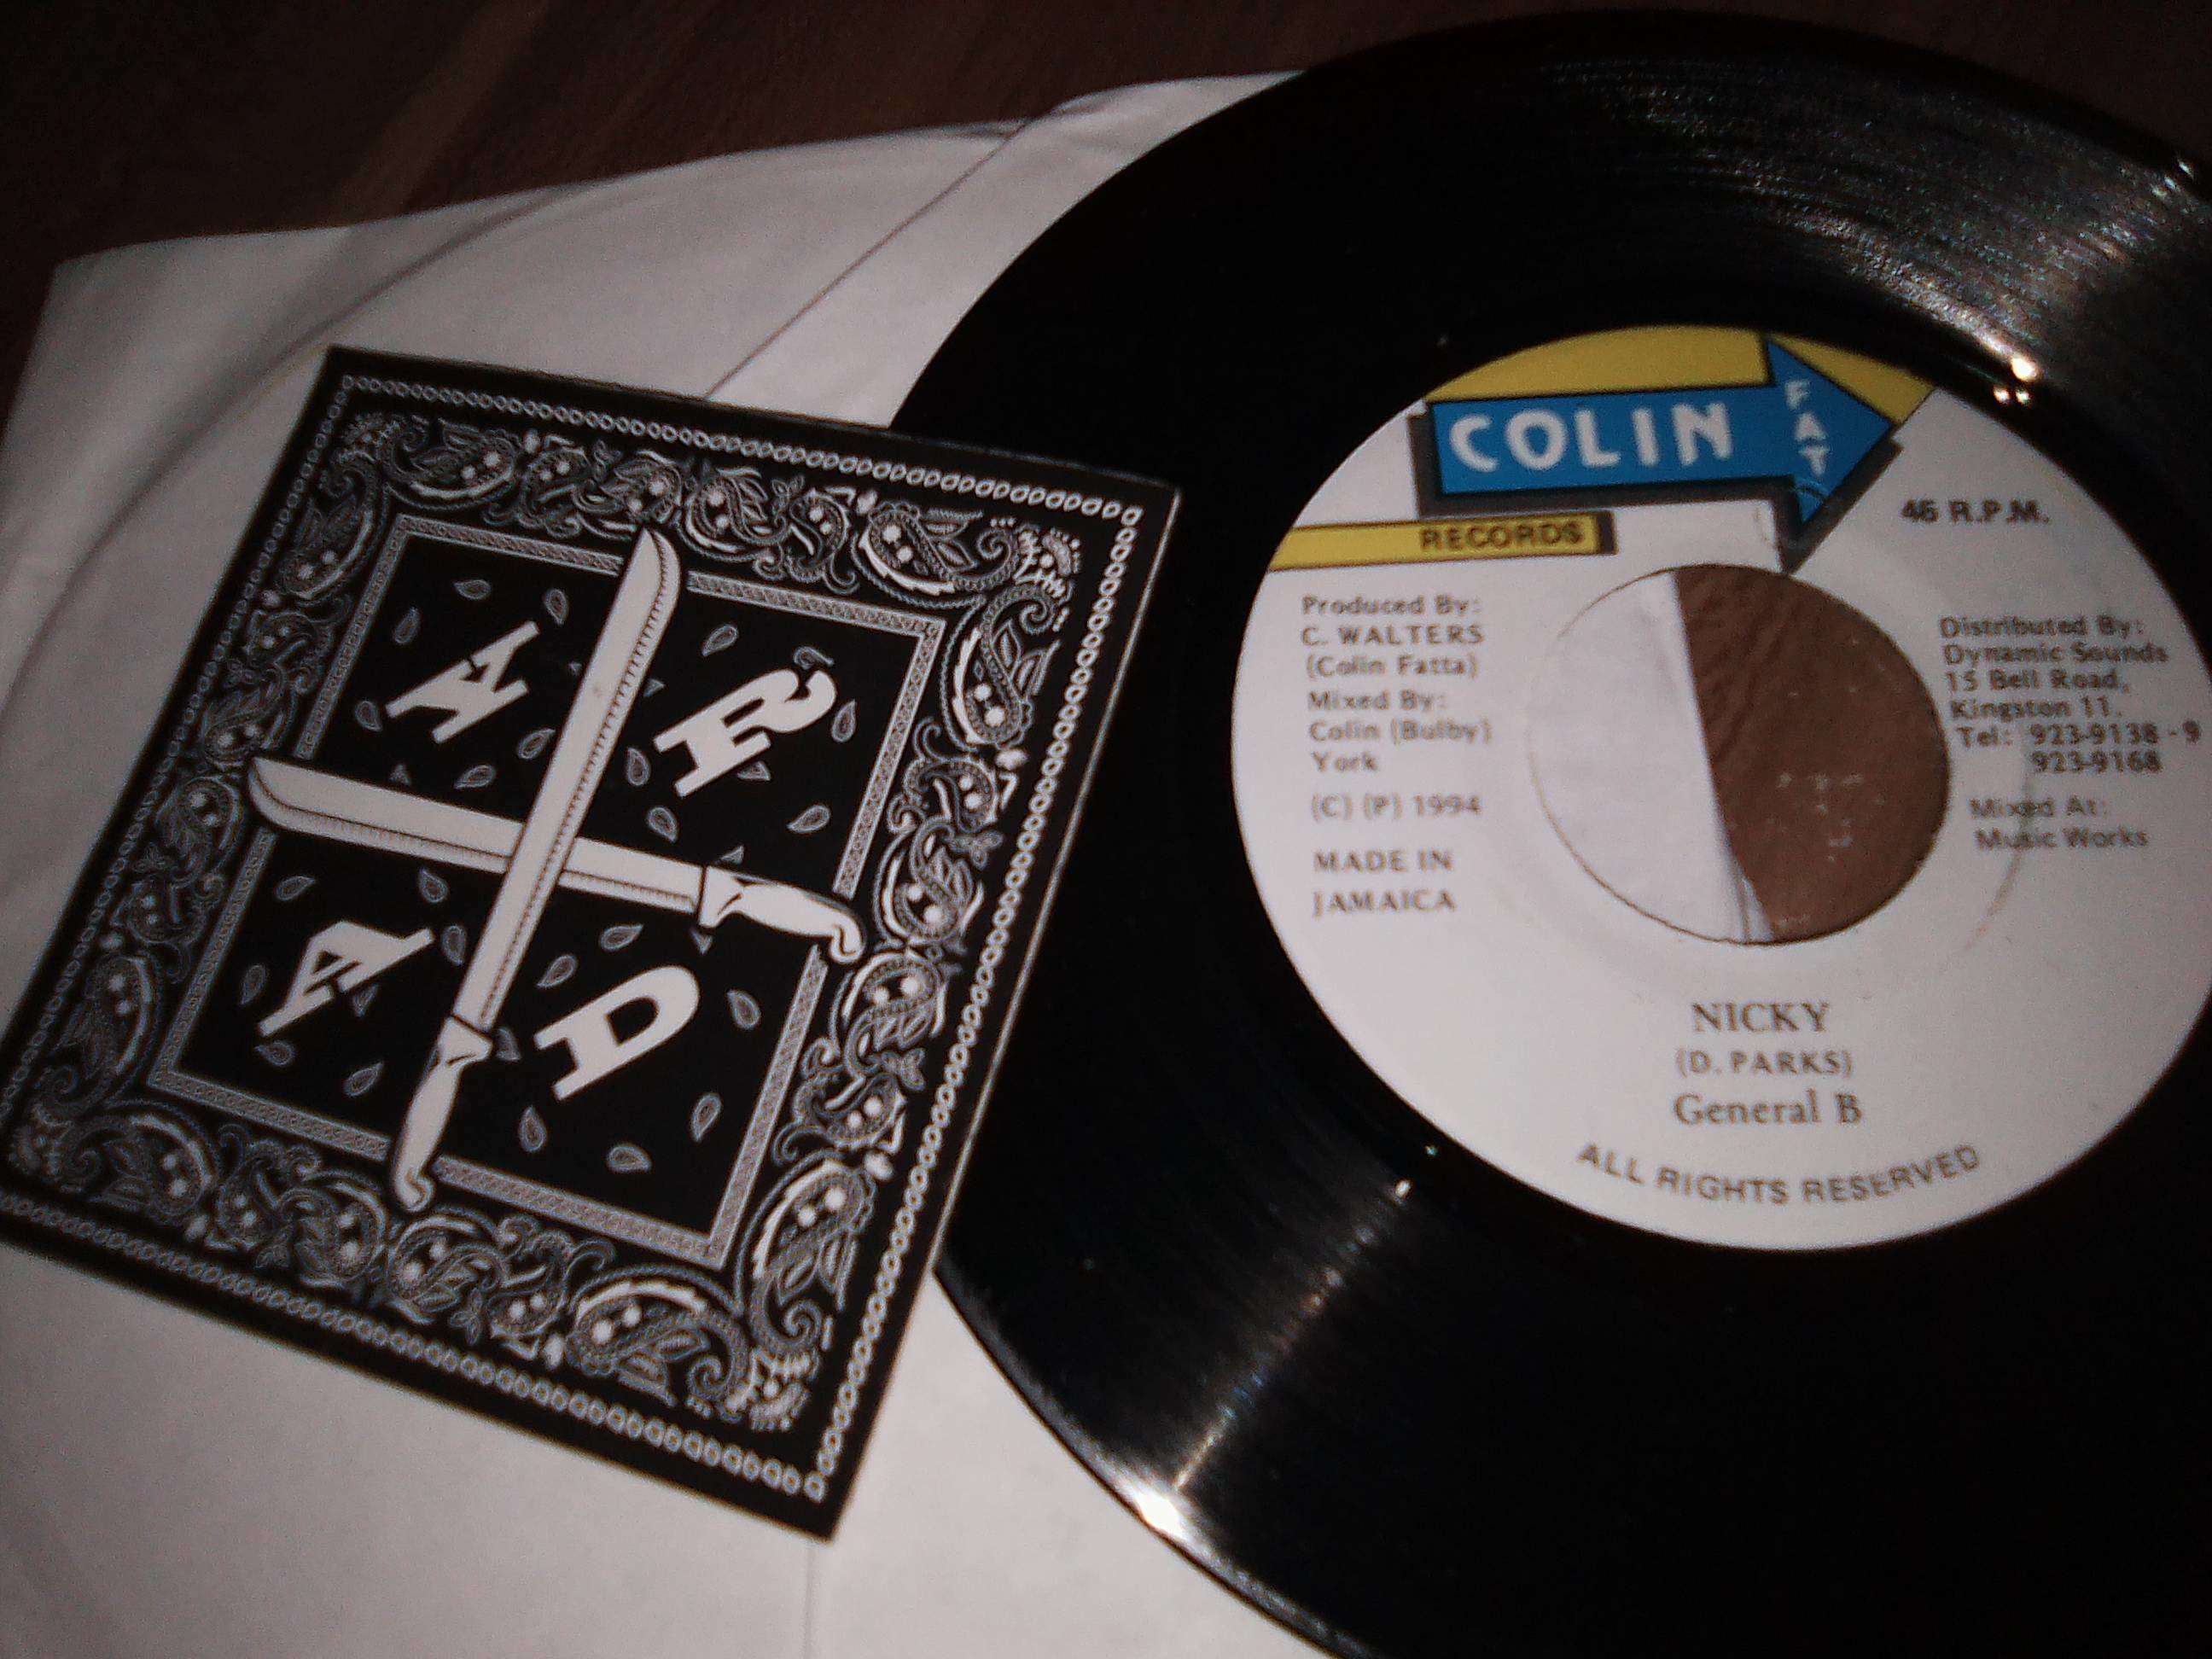 H R
A D
COLIN
FAT
RECORDS
45 R.P.M.
Produced By:
C. WALTERS
(Colin Fatta)
Mixed By:
Colin (Bulby)
York
(C) (P) 1994
MADE IN
JAMAICA
Distributed By:
Dynamic Sounds
15 Bell Road,
Kingston 11.
Tel: 923-9138-9
923-9168
Mixed At:
Music Works
NICKY
(D. PARKS)
General B
ALL RIGHTS RESERVED